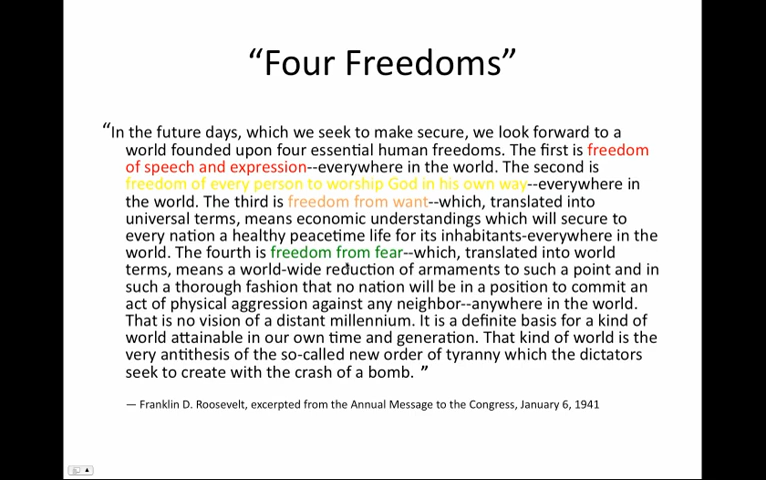 “Four Freedoms”
“In the future days, which we seek to make secure, we look forward to a
world founded upon four essential human freedoms. The first is freedom
of speech and expression--everywhere in the world. The second is
freedom of every person to worship God in his own way--everywhere in
the world. The third is freedom from want--which, translated into
universal terms, means economic understandings which will secure to
every nation a healthy peacetime life for its inhabitants-everywhere in the
world. The fourth is freedom from fear--which, translated into world
terms, means a world-wide reduction of armaments to such a point and in
such a thorough fashion that no nation will be in a position to commit an
act of physical aggression against any neighbor--anywhere in the world.
That is no vision of a distant millennium. It is a definite basis for a kind of
world attainable in our own time and generation. That kind of world is the
very antithesis of the so-called new order of tyranny which the dictators
seek to create with the crash of a bomb. ”
— Franklin D. Roosevelt, excerpted from the Annual Message to the Congress, January 6, 1941